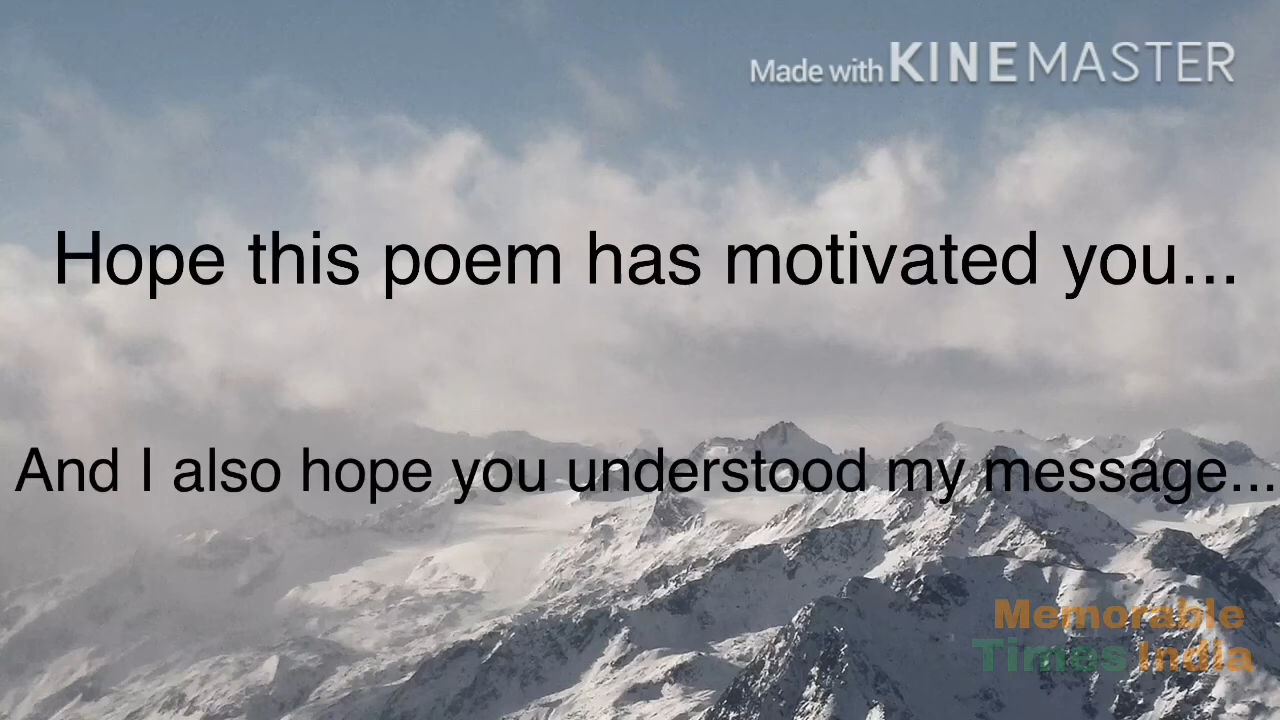 Made with KINEMASTER
Hope this poem has motivated you...
And I also hope you understood my message...
Memorable
Times India